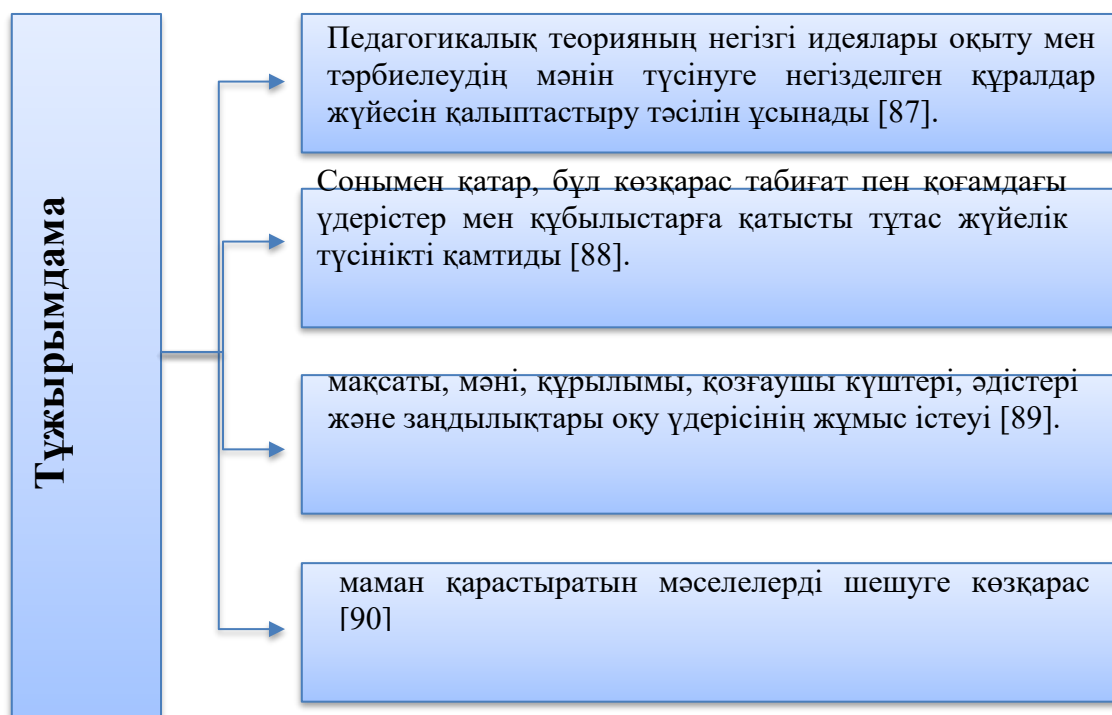 Тұжырымдама
Педагогикалық теорияның негізгі идеялары оқыту мен
тәрбиелеудің мәнін түсінуге негізделген құралдар
жүйесін қалыптастыру тәсілін ұсынады [87].
Сонымен қатар, бұл көзқарас табиғат пен қоғамдағы
үдерістер мен құбылыстарға қатысты тұтас жүйелік
түсінікті қамтиды [88].
мақсаты, мәні, құрылымы, қозғаушы күштері, әдістері
және заңдылықтары оқу үдерісінің жұмыс істеуі [89].
маман қарастыратын мәселелерді шешуге көзқарас
[90]